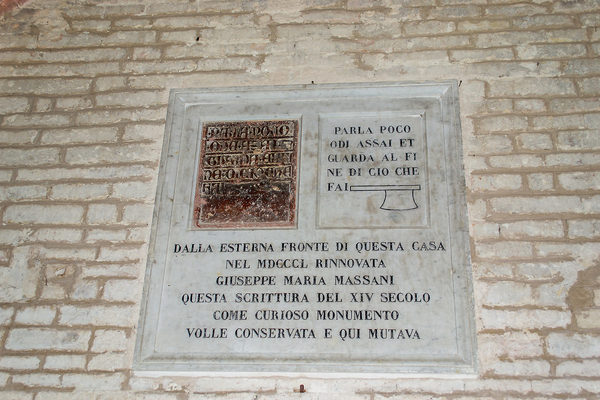 PARLA POCO
ODI ASSAI ET
GUARDA AL FI
NE DI CIO CHE
FAI
DALLA ESTERNA FRONTE DI QUESTA CASA
NEL MDCCCL RINNOVATA
GIUSEPPE MARIA MASSANI
QUESTA SCRITTURA DEL XIV SECOLO
COME CURIOSO MONUMENTO
VOLLE CONSERVATA E QUI MUTAVA